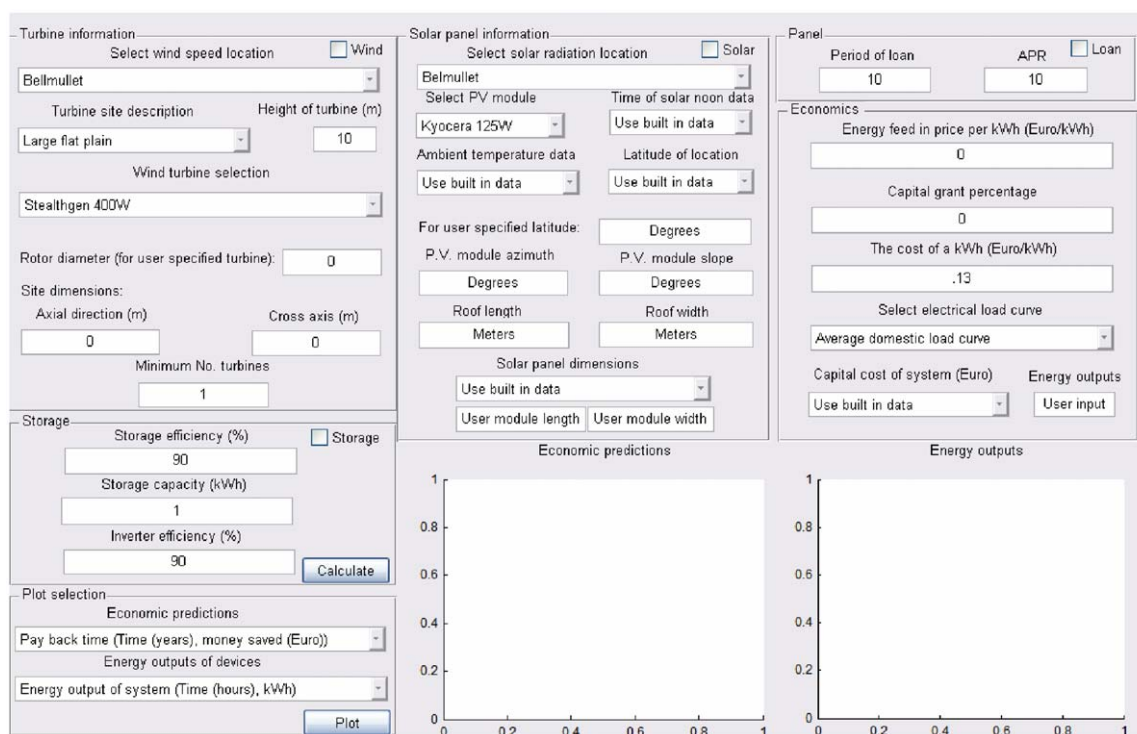 Turbine information
Select wind speed location
Wind
Bellmullet
Turbine site description
Height of turbine (m)
Large flat plain
10
Wind turbine selection
Stealthgen 400W
Rotor diameter (for user specified turbine):
0
Site dimensions:
Axial direction (m)
Cross axis (m)
0
0
Minimum No. turbines
1
Storage
Storage efficiency (%)
Storage
90
Storage capacity (kWh)
1
Inverter efficiency (%)
90
Calculate
Plot selection
Economic predictions
Pay back time (Time (years), money saved (Euro))
Energy outputs of devices
Energy output of system (Time (hours), kWh)
Plot
Solar panel information
Select solar radiation location
Solar
Belmullet
Select PV module
Time of solar noon data
Kyocera 125W
Use built in data
Ambient temperature data
Latitude of location
Use built in data
Use built in data
For user specified latitude:
Degrees
P.V. module azimuth
P.V. module slope
Degrees
Degrees
Roof length
Roof width
Meters
Meters
Solar panel dimensions
Use built in data
User module length
User module width
Panel
Period of loan
APR
Loan
10
10
Economics
Energy feed in price per kWh (Euro/kWh)
0
Capital grant percentage
0
The cost of a kWh (Euro/kWh)
.13
Select electrical load curve
Average domestic load curve
Capital cost of system (Euro)
Energy outputs
Use built in data
User input
Economic predictions
1
0.8
0.6
0.4
0.2
0
0
0.2
0.4
0.6
0.8
1
Energy outputs
1
0.8
0.6
0.4
0.2
0
0
0.2
0.4
0.6
0.8
1